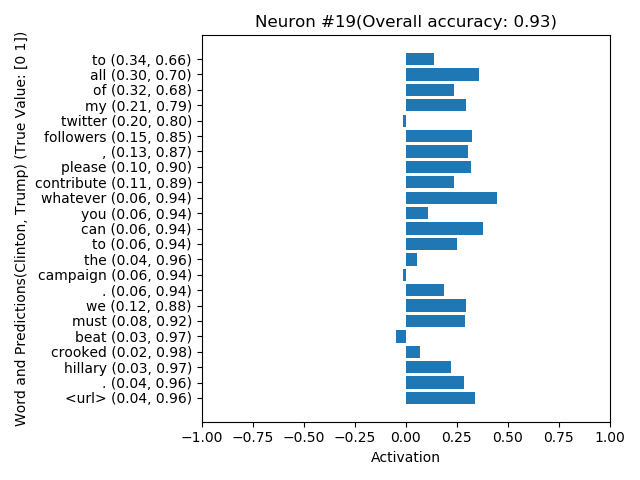 Neuron #19(Overall accuracy: 0.93)
Word and Predictions(Clinton, Trump) (True Value: [0 1])
to (0.34, 0.66)
all (0.30, 0.70)
of (0.32, 0.68)
my (0.21, 0.79)
twitter (0.20, 0.80)
followers (0.15, 0.85)
, (0.13, 0.87)
please (0.10, 0.90)
contribute (0.11, 0.89)
whatever (0.06, 0.94)
you (0.06, 0.94)
can (0.06, 0.94)
to (0.06, 0.94)
the (0.04, 0.96)
campaign (0.06, 0.94)
. (0.06, 0.94)
we (0.12, 0.88)
must (0.08, 0.92)
beat (0.03, 0.97)
crooked (0.02, 0.98)
hillary (0.03, 0.97)
. (0.04, 0.96)
<url> (0.04, 0.96)
−1.00 −0.75 −0.50 −0.25 0.00 0.25 0.50 0.75 1.00
Activation